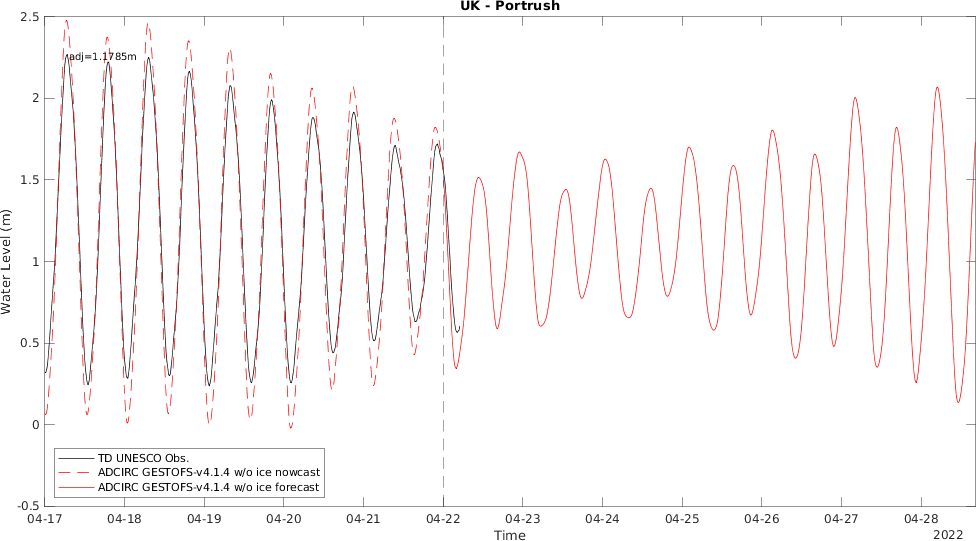 UK - Portrush
adj=1.1785m
2.5
2
1.5
1
0.5
0
-0.5
Water Level (m)
TD UNESCO Obs.
ADCIRC GESTOFS-v4.1.4 w/o ice nowcast
ADCIRC GESTOFS-v4.1.4 w/o ice forecast
04-17 04-18 04-19 04-20 04-21 04-22 04-23 04-24 04-25 04-26 04-27 04-28
Time
2022